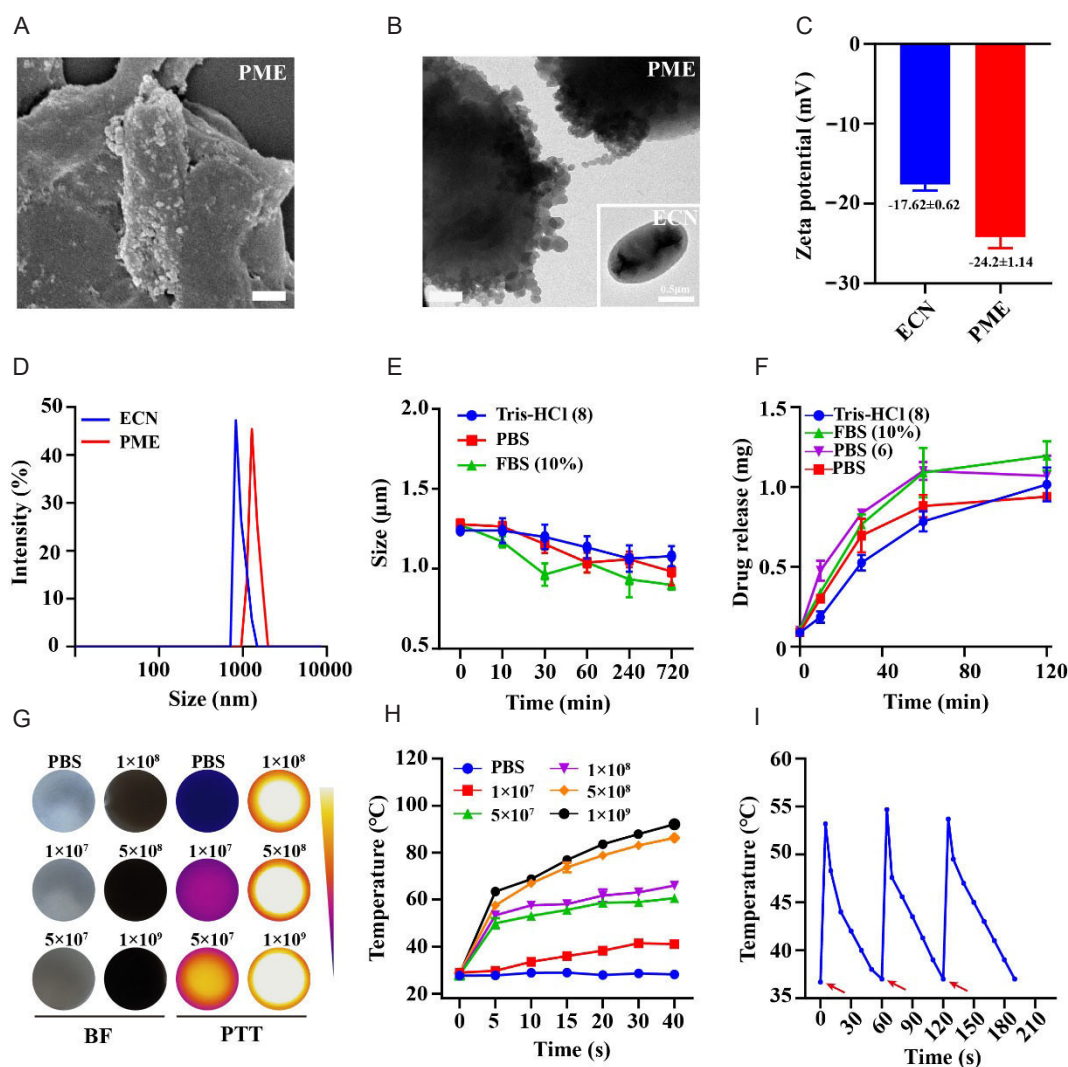 A
PME
B
PME
ECN
0.5μm
C
Zeta potential (mV)
0
−10
−20
−30
-17.62±0.62
-24.2±1.14
ECN
PME
D
ECN
PME
Intensity (%)
50
40
30
20
10
0
100
1000
10000
Size (nm)
E
Tris-HCl (8)
PBS
FBS (10%)
Size (μm)
2.0
1.5
1.0
0.5
0 10 30 60 240 720
Time (min)
F
Tris-HCl (8)
FBS (10%)
PBS (6)
PBS
Drug release (mg)
1.5
1.0
0.5
0.0
0 40 80 120
Time (min)
G
PBS 1×10⁸ PBS 1×10⁸
1×10⁷ 5×10⁸ 1×10⁷ 5×10⁸
5×10⁷ 1×10⁹ 5×10⁷ 1×10⁹
BF PTT
H
PBS 1×10⁸
1×10⁷ 5×10⁸
5×10⁷ 1×10⁹
Temperature (°C)
120
100
80
60
40
20
0 5 10 15 20 30 40
Time (s)
I
Temperature (°C)
60
55
50
45
40
35
0 30 60 90 120 150 180 210
Time (s)